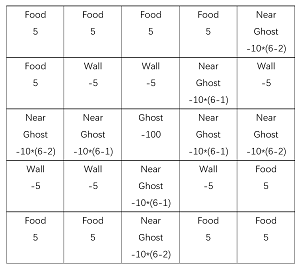 Food Food Food Food Near
5 5 5 5 Ghost
-10*(6-2)
Food Wall Wall Near Wall
5 -5 -5 Ghost -5
-10*(6-1)
Near Near Ghost Near Near
Ghost Ghost -100 Ghost Ghost
-10*(6-2) -10*(6-1) -10*(6-1) -10*(6-2)
Wall Wall Near Wall Food
-5 -5 Ghost -5 5
-10*(6-1)
Food Food Near Food Food
5 5 Ghost 5 5
-10*(6-2)